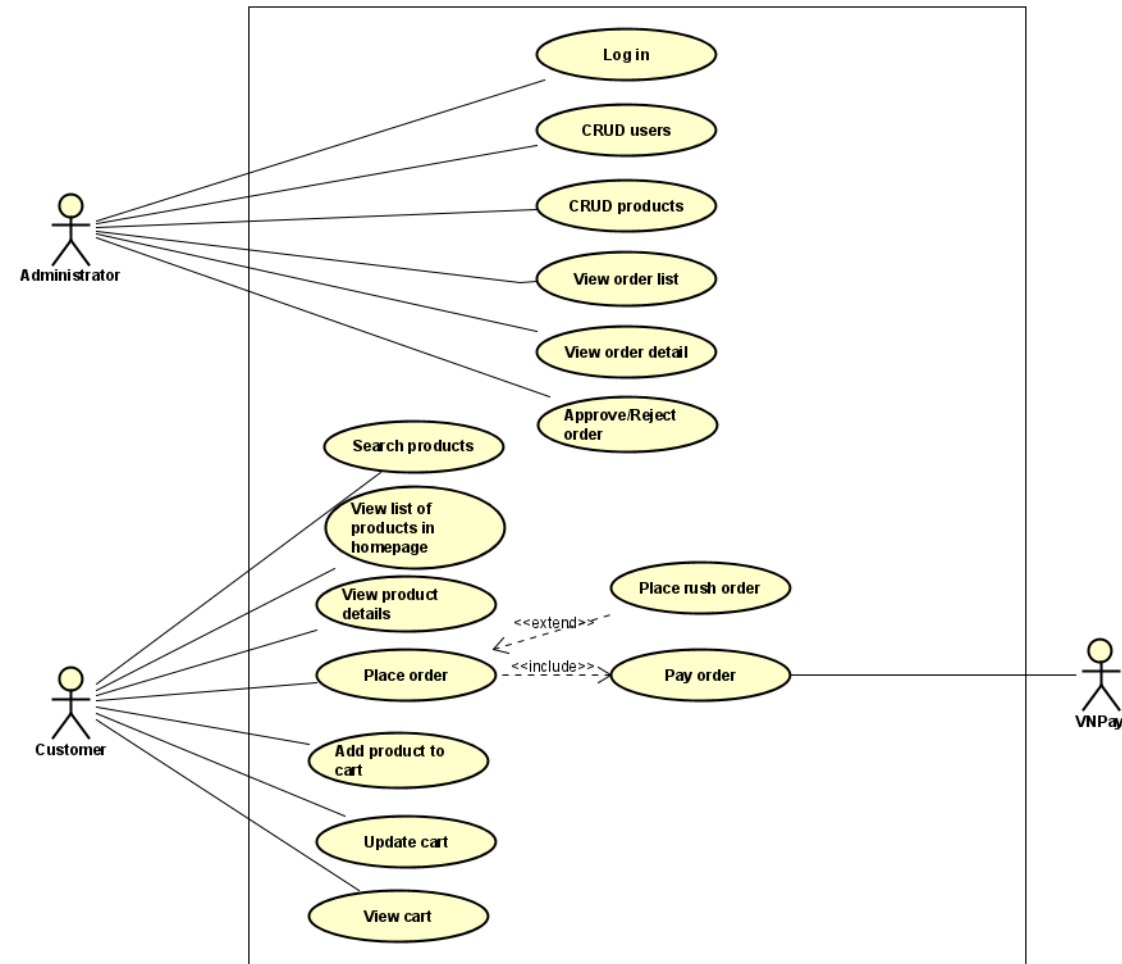 Log in
CRUD users
CRUD products
Administrator
View order list
View order detail
Approve/Reject
order
Search products
View list of
products in
homepage
View product
details
Place rush order
<<extend>>
Place order
<<include>>
Pay order
Customer
VNPay
Add product to
cart
Update cart
View cart